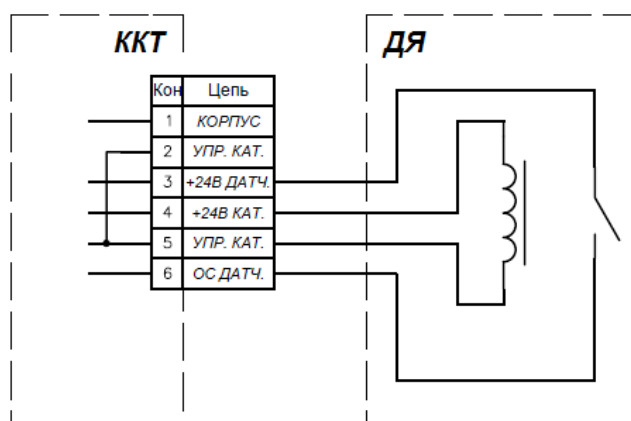 ККТ
ДЯ
Кон Цепь
1 КОРПУС
2 УПР. КАТ.
3 +24В ДАТЧ.
4 +24В КАТ.
5 УПР. КАТ.
6 ОС ДАТЧ.